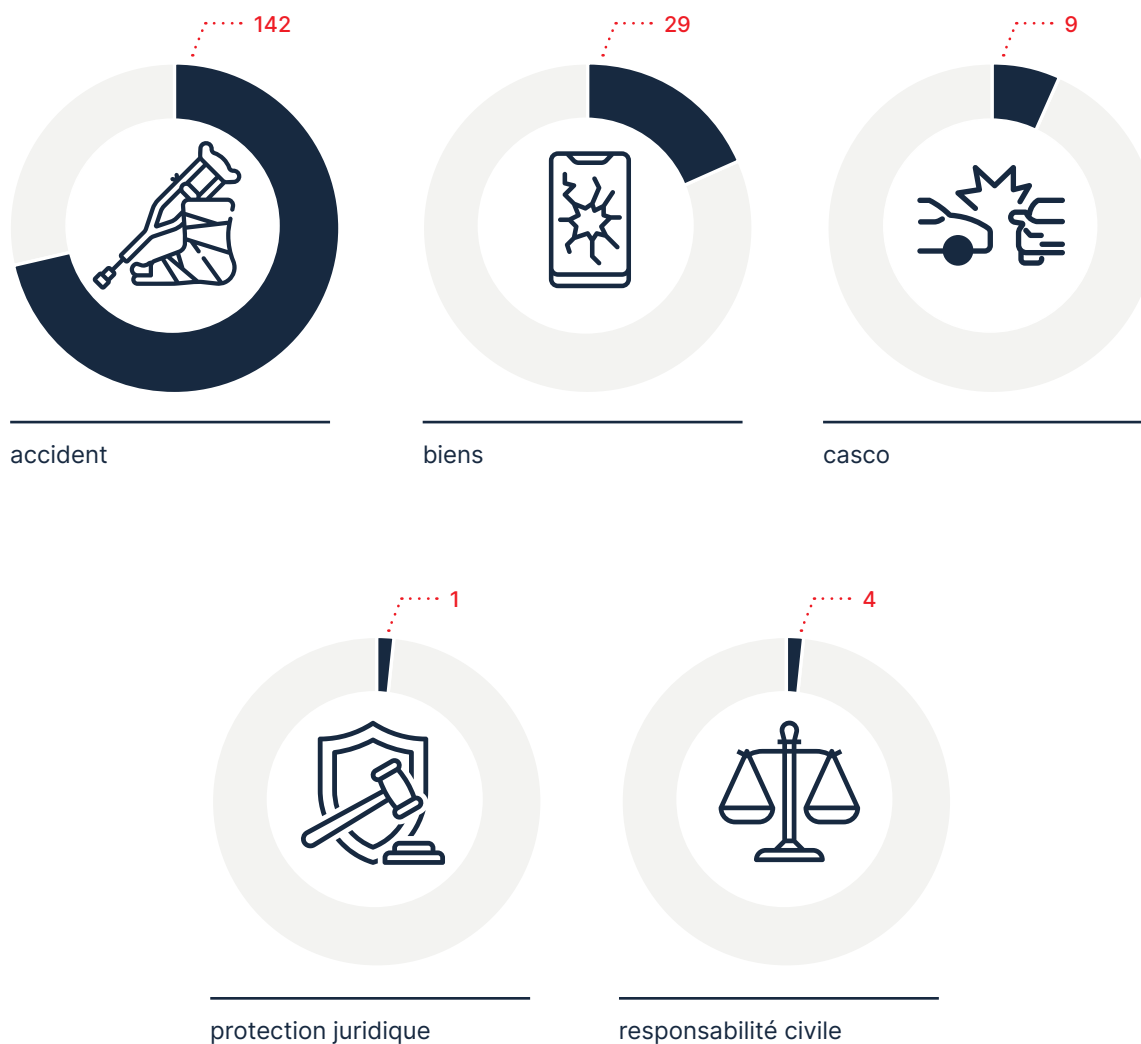 142
29
9
accident
biens
casco
1
4
protection juridique
responsabilité civile